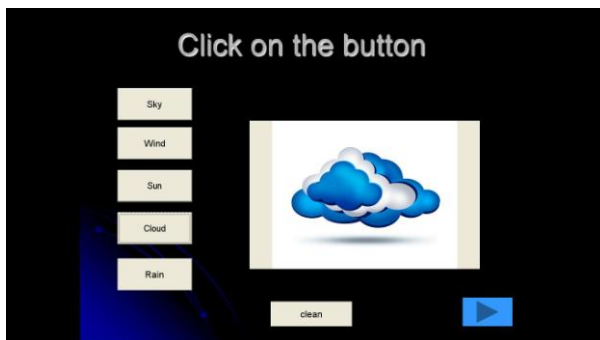 Click on the button
Sky
Wind
Sun
Cloud
Rain
clean